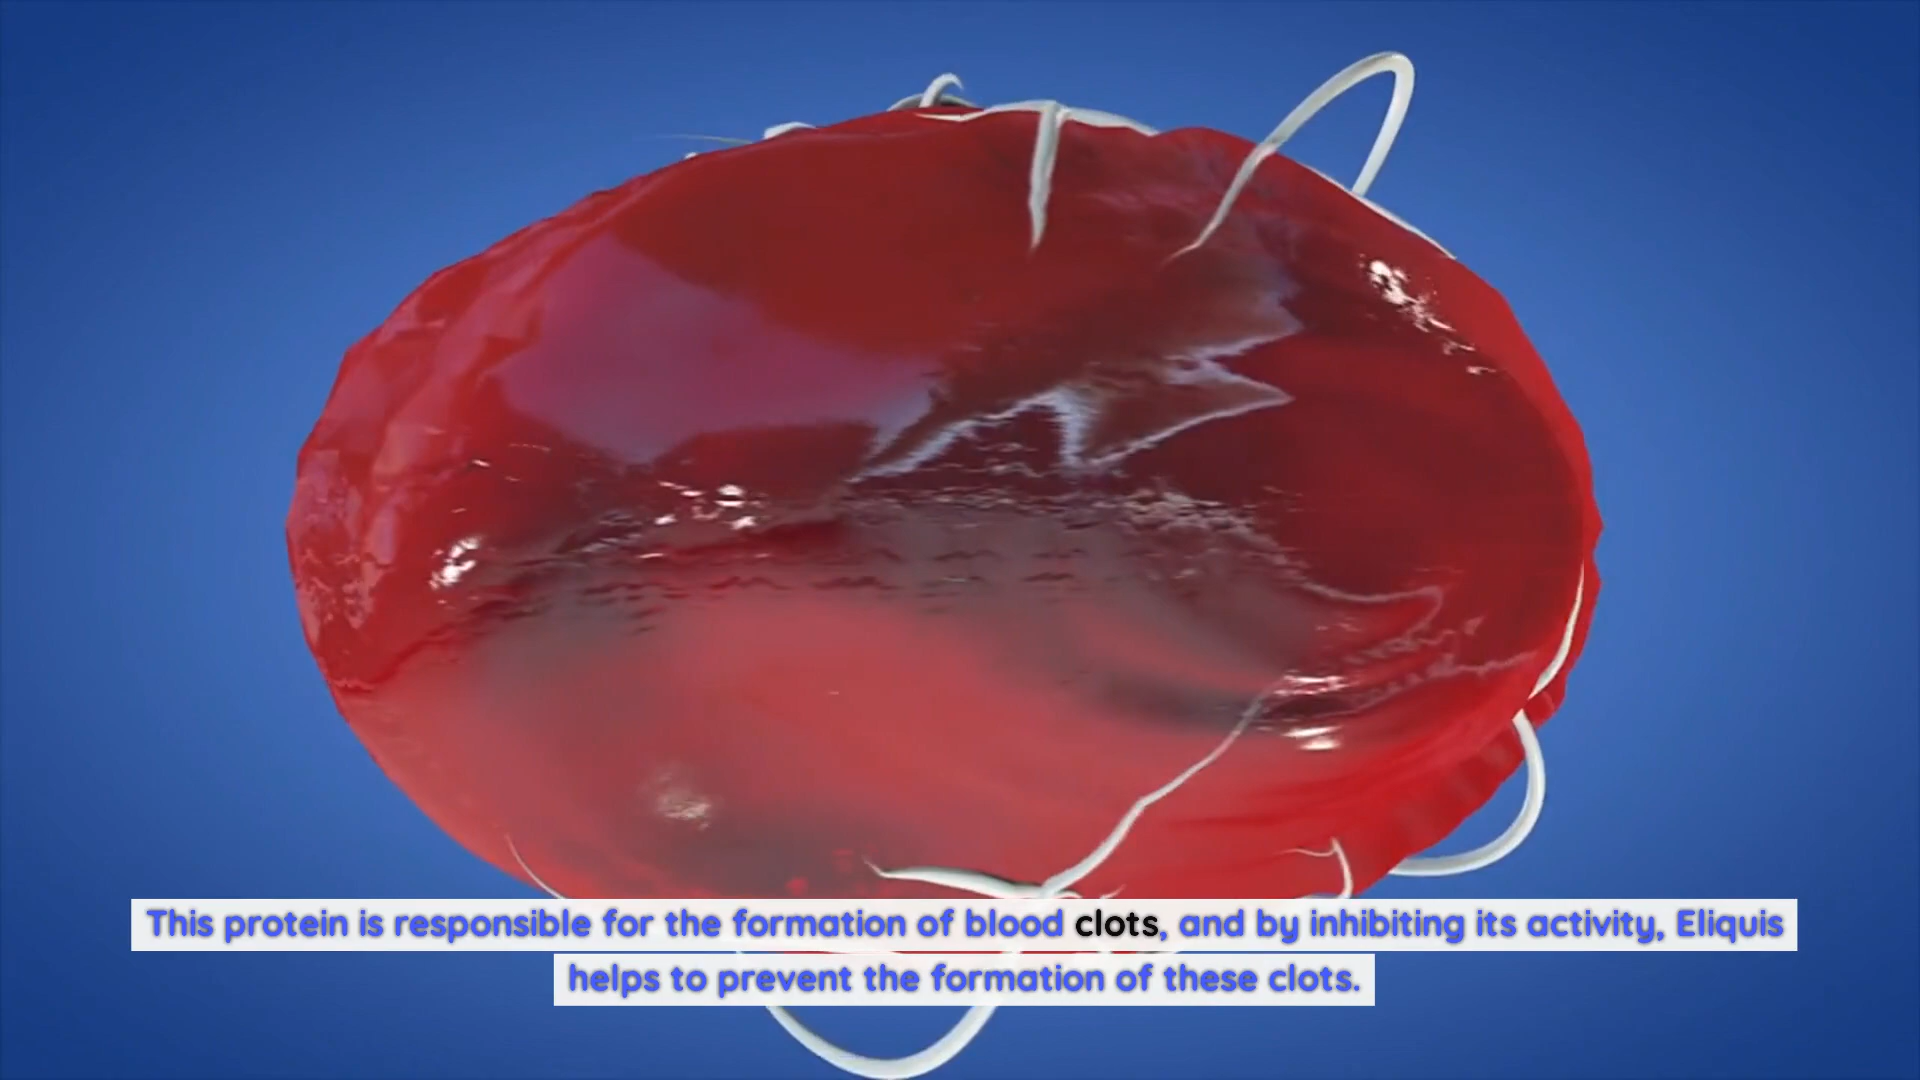 This protein is responsible for the formation of blood clots, and by inhibiting its activity, Eliquis
helps to prevent the formation of these clots.